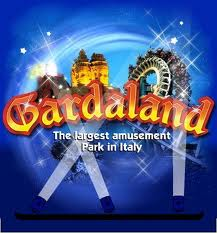 Gardaland
The largest amusement
Park in Italy